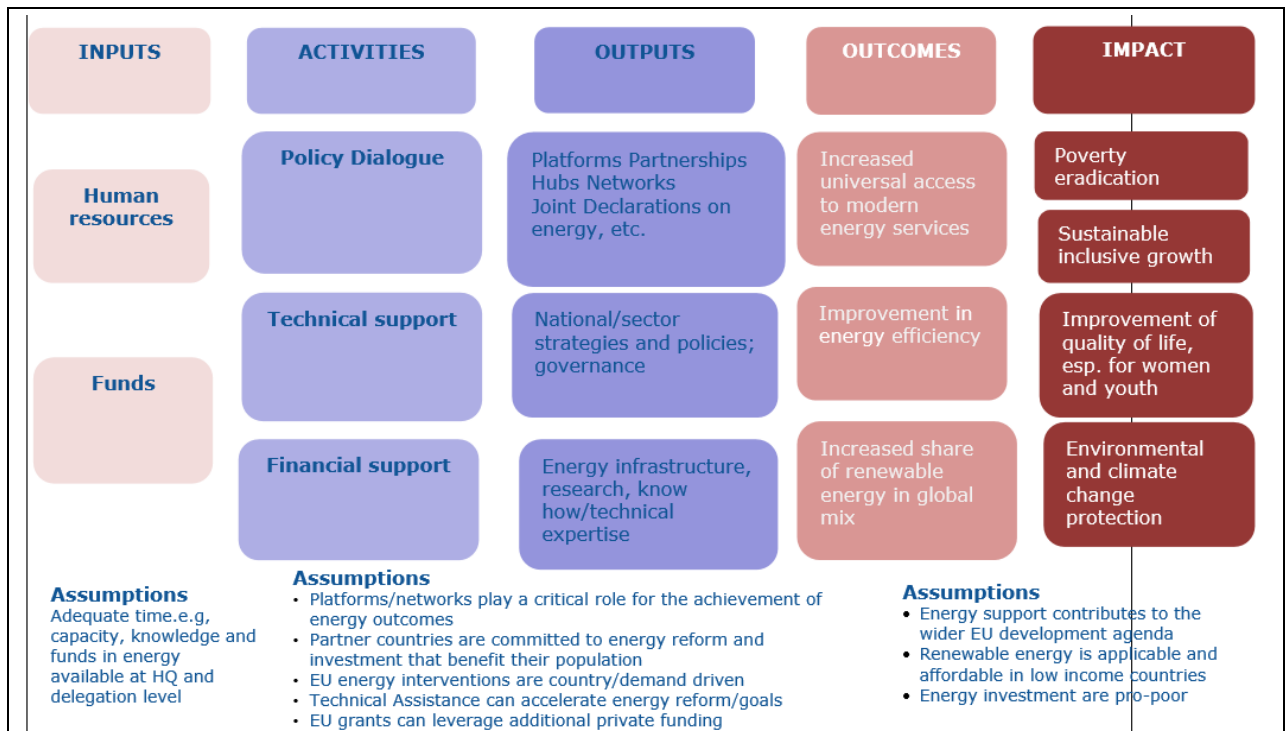 INPUTS
ACTIVITIES
OUTPUTS
OUTCOMES
IMPACT
Human
resources
Funds
Policy Dialogue
Technical support
Financial support
Platforms Partnerships
Hubs Networks
Joint Declarations on
energy, etc.
National/sector
strategies and policies;
governance
Energy infrastructure,
research, know
how/technical
expertise
Increased
universal access
to modern
energy services
Improvement in
energy efficiency
Increased share
of renewable
energy in global
mix
Poverty
eradication
Sustainable
inclusive growth
Improvement of
quality of life,
esp. for women
and youth
Environmental
and climate
change
protection
Assumptions
Adequate time.e.g,
capacity, knowledge and
funds in energy
available at HQ and
delegation level
Assumptions
• Platforms/networks play a critical role for the achievement of
energy outcomes
• Partner countries are committed to energy reform and
investment that benefit their population
• EU energy interventions are country/demand driven
• Technical Assistance can accelerate energy reform/goals
• EU grants can leverage additional private funding
Assumptions
• Energy support contributes to the
wider EU development agenda
• Renewable energy is applicable and
affordable in low income countries
• Energy investment are pro-poor